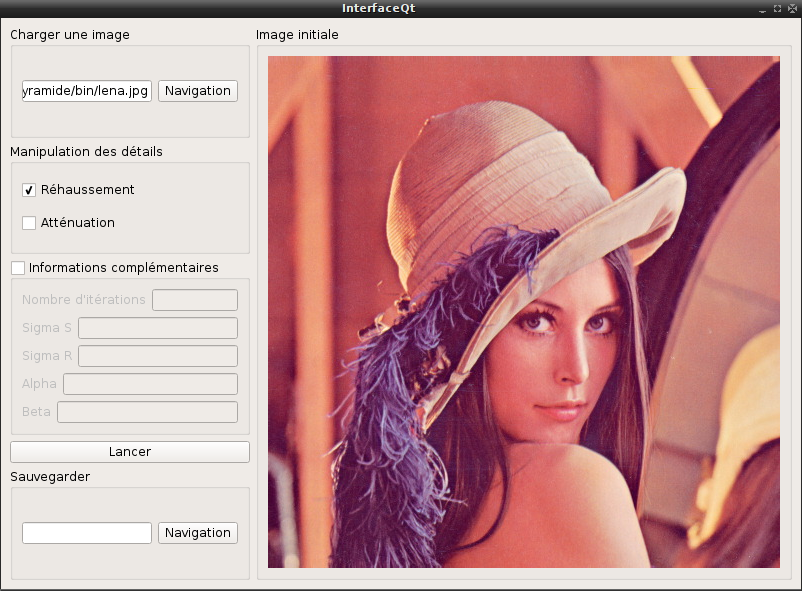 InterfaceQt
Charger une image
yramide/bin/lena.jpg Navigation
Manipulation des détails
Réhaussement
Atténuation
Informations complémentaires
Nombre d'itérations
Sigma S
Sigma R
Alpha
Beta
Lancer
Sauvegarder
Navigation
Image initiale